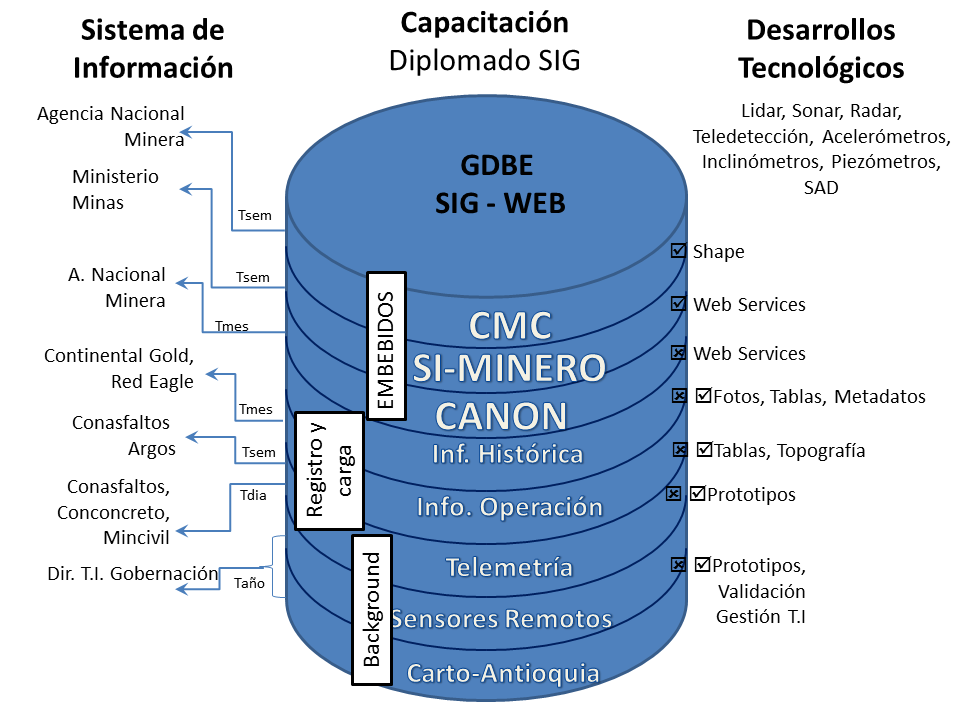 Sistema de
Información
Capacitación
Diplomado SIG
Desarrollos
Tecnológicos
Agencia Nacional
Minera
Tsem
Ministerio
Minas
Tsem
A. Nacional
Minera
Tmes
Continental Gold,
Red Eagle
Tmes
Conasfaltos
Argos
Tsem
Conasfaltos,
Conconcreto,
Mincivil
Tdia
Dir. T.I. Gobernación
Taño
GDBE
SIG - WEB
EMBEBIDOS
CMC
SI-MINERO
CANON
Registro y
carga
Inf. Histórica
Info. Operación
Background
Telemetría
Sensores Remotos
Carto-Antioquia
Lidar, Sonar, Radar,
Teledetección, Acelerómetros,
Inclinómetros, Piezómetros,
SAD
Shape
Web Services
Web Services
Fotos, Tablas, Metadatos
Tablas, Topografía
Prototipos
Prototipos,
Validación
Gestión T.I